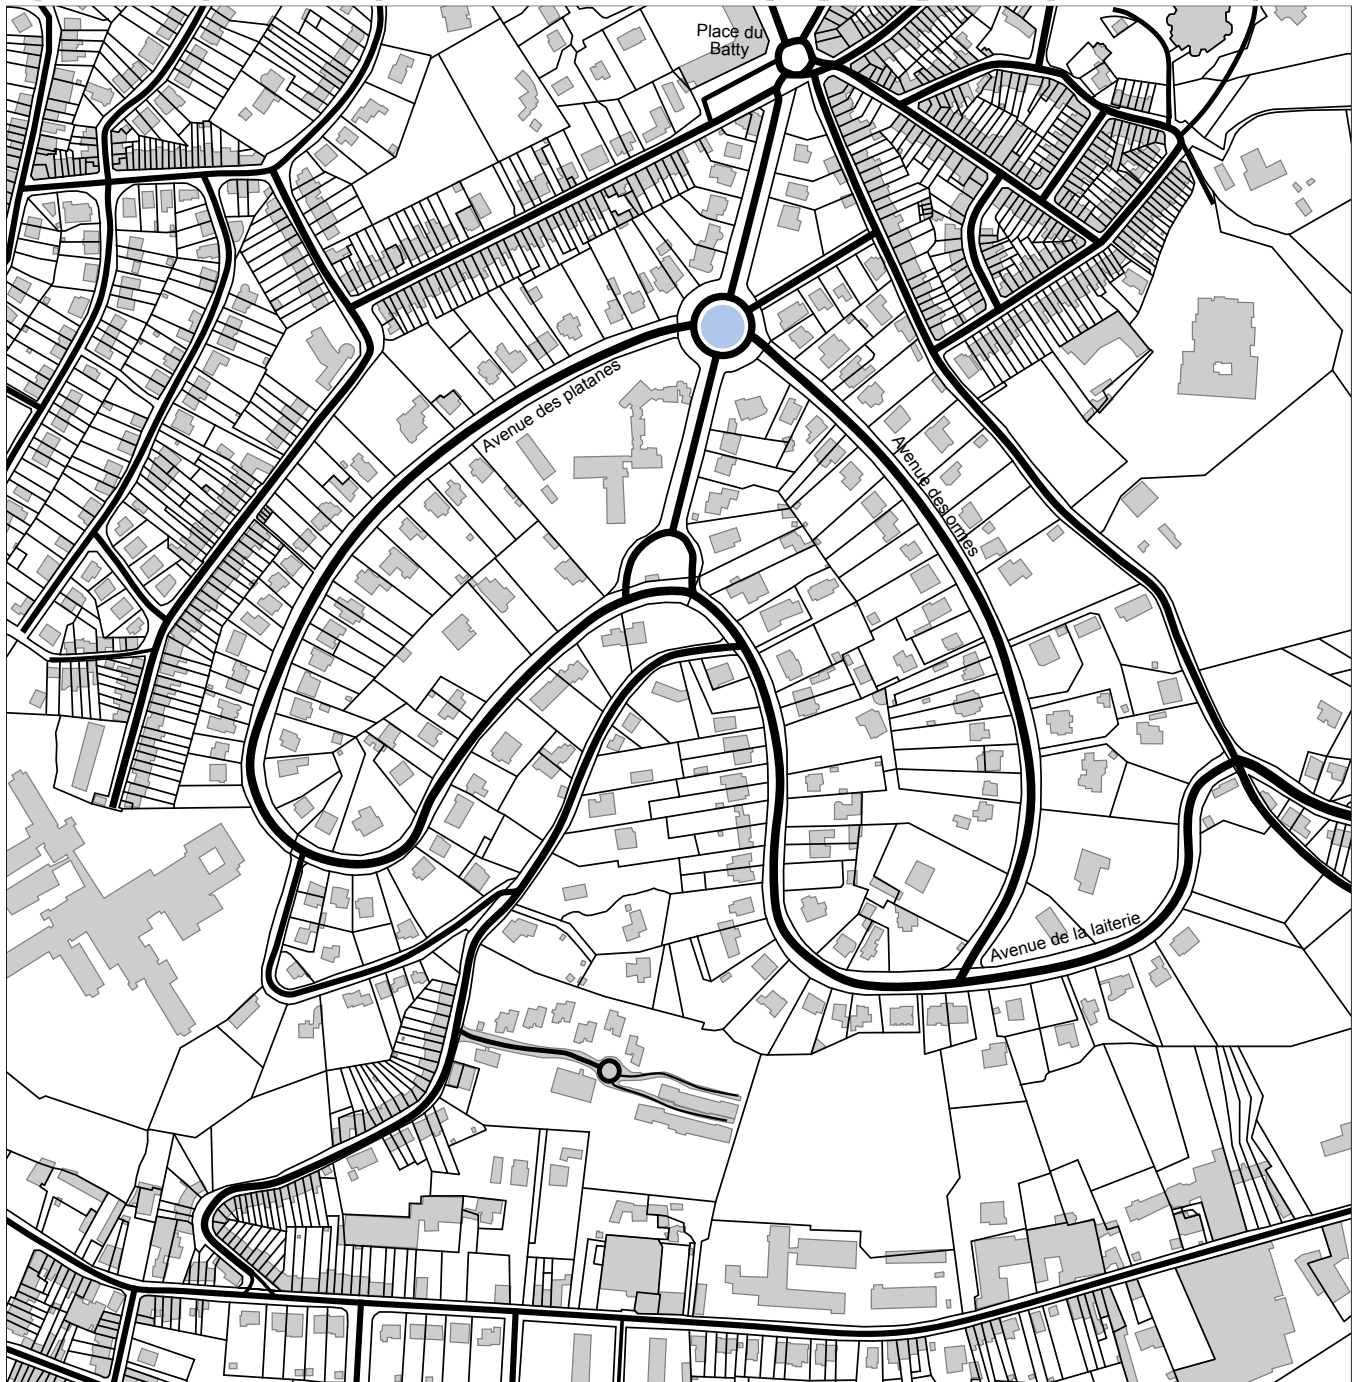 Place du
Batty
Avenue des platanes
Avenue des ormes
Avenue de la laiterie